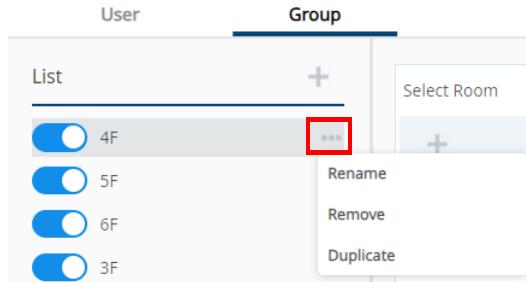 User Group
List
Select Room
4F
Rename
5F
Remove
6F
Duplicate
3F